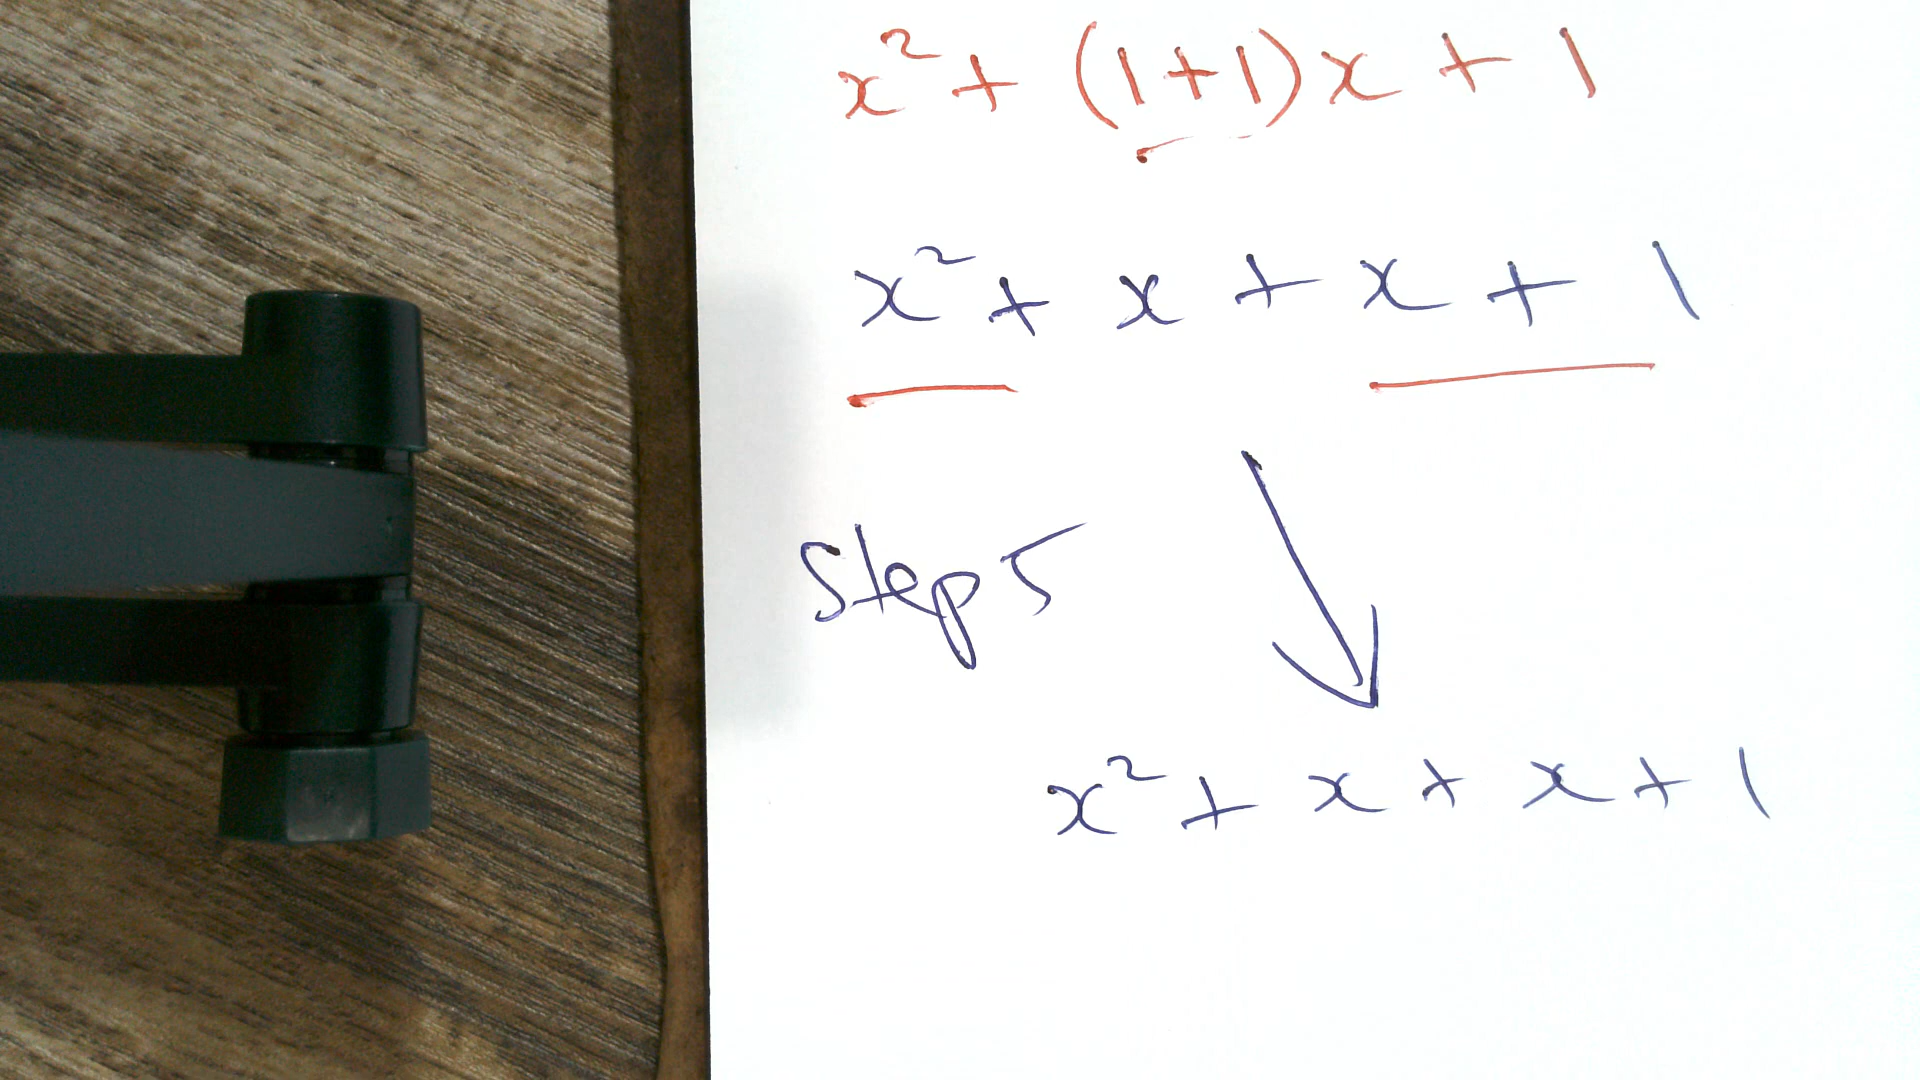 x² + (1+1)x + 1
x² + x + x + 1
Step 5
x² + x + x + 1